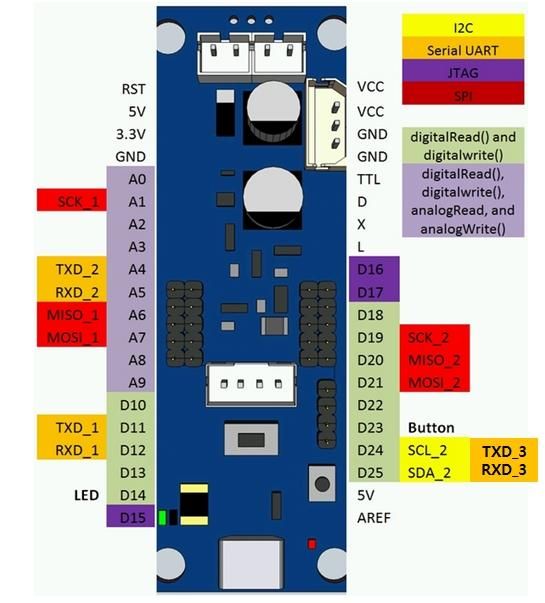 I2C
Serial UART
JTAG
SPI
digitalRead() and
digitalwrite()
digitalRead(),
digitalwrite(),
analogRead, and
analogWrite()
RST
5V
3.3V
GND
A0
SCK_1 A1
A2
A3
TXD_2 A4
RXD_2 A5
MISO_1 A6
MOSI_1 A7
A8
A9
D10
TXD_1 D11
RXD_1 D12
D13
LED D14
D15
VCC
VCC
GND
GND
TTL
D
X
L
D16
D17
D18
D19 SCK_2
D20 MISO_2
D21 MOSI_2
D22
D23 Button
D24 SCL_2 TXD_3
D25 SDA_2 RXD_3
5V
AREF